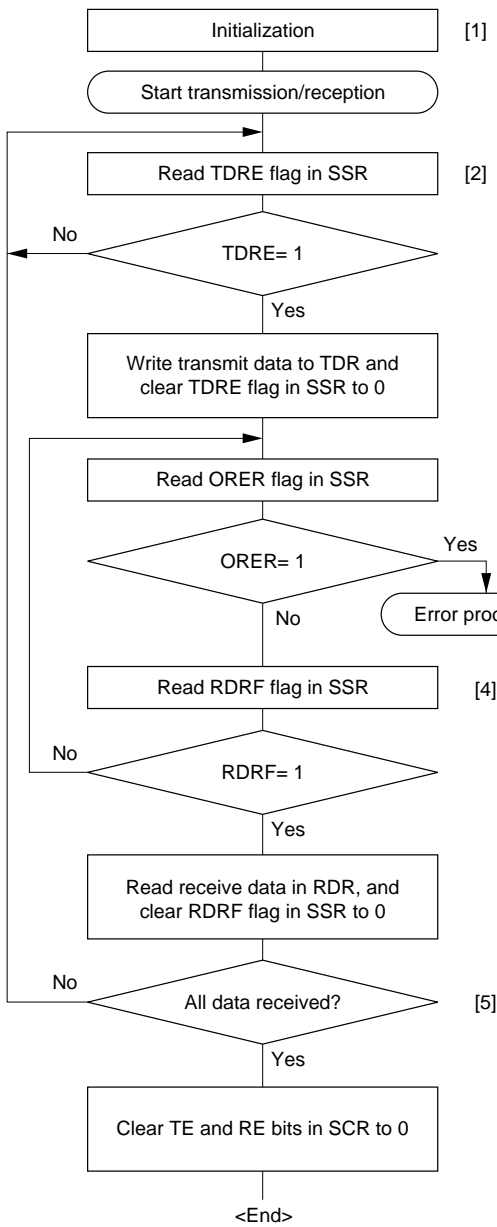 Initialization [1]
Start transmission/reception
Read TDRE flag in SSR [2]
No
TDRE= 1
Yes
Write transmit data to TDR and
clear TDRE flag in SSR to 0
Read ORER flag in SSR
Yes
ORER= 1
No
Error proc
Read RDRF flag in SSR [4]
No
RDRF= 1
Yes
Read receive data in RDR, and
clear RDRF flag in SSR to 0
No
All data received? [5]
Yes
Clear TE and RE bits in SCR to 0
<End>